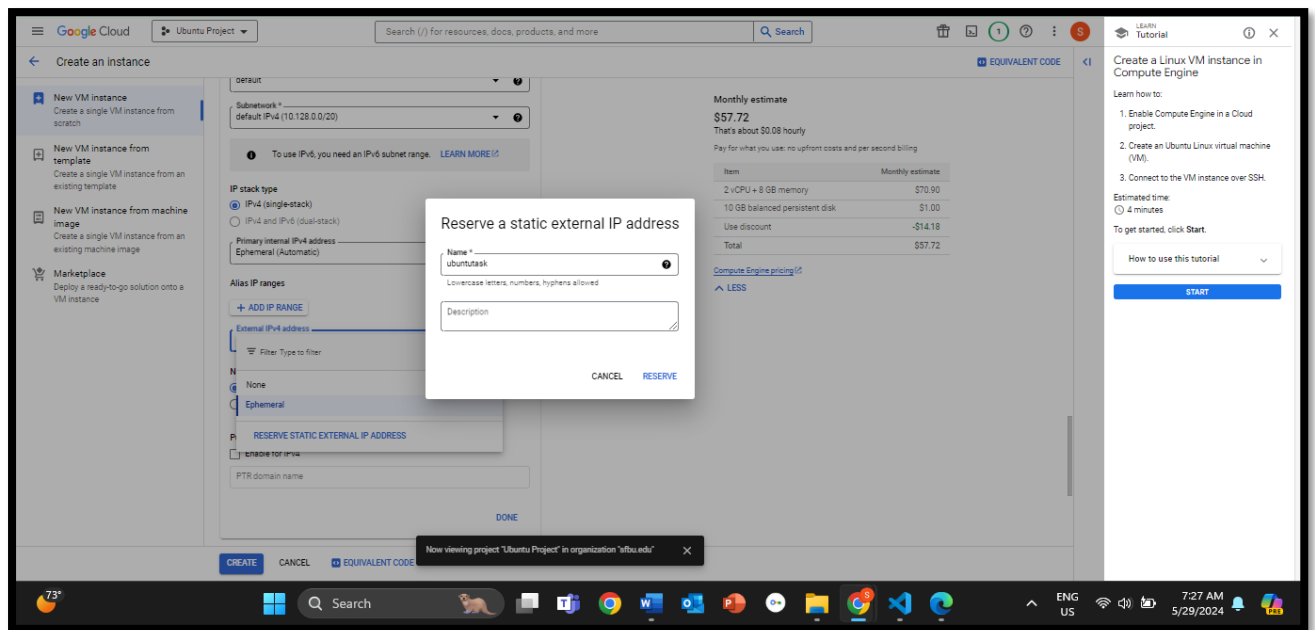 Google Cloud
Ubuntu Project
Search (/) for resources, docs, products, and more
Search
1
S
Create an instance
EQUIVALENT CODE
New VM instance
Create a single VM instance from
scratch
New VM instance from
template
Create a single VM instance from an
existing template
New VM instance from machine
image
Create a single VM instance from an
existing machine image
Marketplace
Deploy a ready-to-go solution onto a
VM instance
default
Subnetwork *
default IPv4 (10.128.0.0/20)
To use IPv6, you need an IPv6 subnet range. LEARN MORE
IP stack type
IPv4 (single-stack)
IPv4 and IPv6 (dual-stack)
Primary internal IPv4 address
Ephemeral (Automatic)
Alias IP ranges
+ ADD IP RANGE
External IPv4 address
Filter Type to filter
None
Ephemeral
RESERVE STATIC EXTERNAL IP ADDRESS
Enable for IPv4
PTR domain name
DONE
CREATE
CANCEL
EQUIVALENT CODE
Reserve a static external IP address
Name *
ubuntutask
Lowercase letters, numbers, hyphens allowed
Description
CANCEL
RESERVE
Now viewing project "Ubuntu Project" in organization "sfbu.edu"
Monthly estimate
$57.72
That's about $0.08 hourly
Pay for what you use: no upfront costs and per second billing
Item Monthly estimate
2 vCPU + 8 GB memory $70.90
10 GB balanced persistent disk $1.00
Use discount -$14.18
Total $57.72
Compute Engine pricing
LESS
LEARN
Tutorial
Create a Linux VM instance in
Compute Engine
Learn how to:
1. Enable Compute Engine in a Cloud
project.
2. Create an Ubuntu Linux virtual machine
(VM).
3. Connect to the VM instance over SSH.
Estimated time:
4 minutes
To get started, click Start.
How to use this tutorial
START
73°
Search
ENG
US
7:27 AM
5/29/2024
PRE